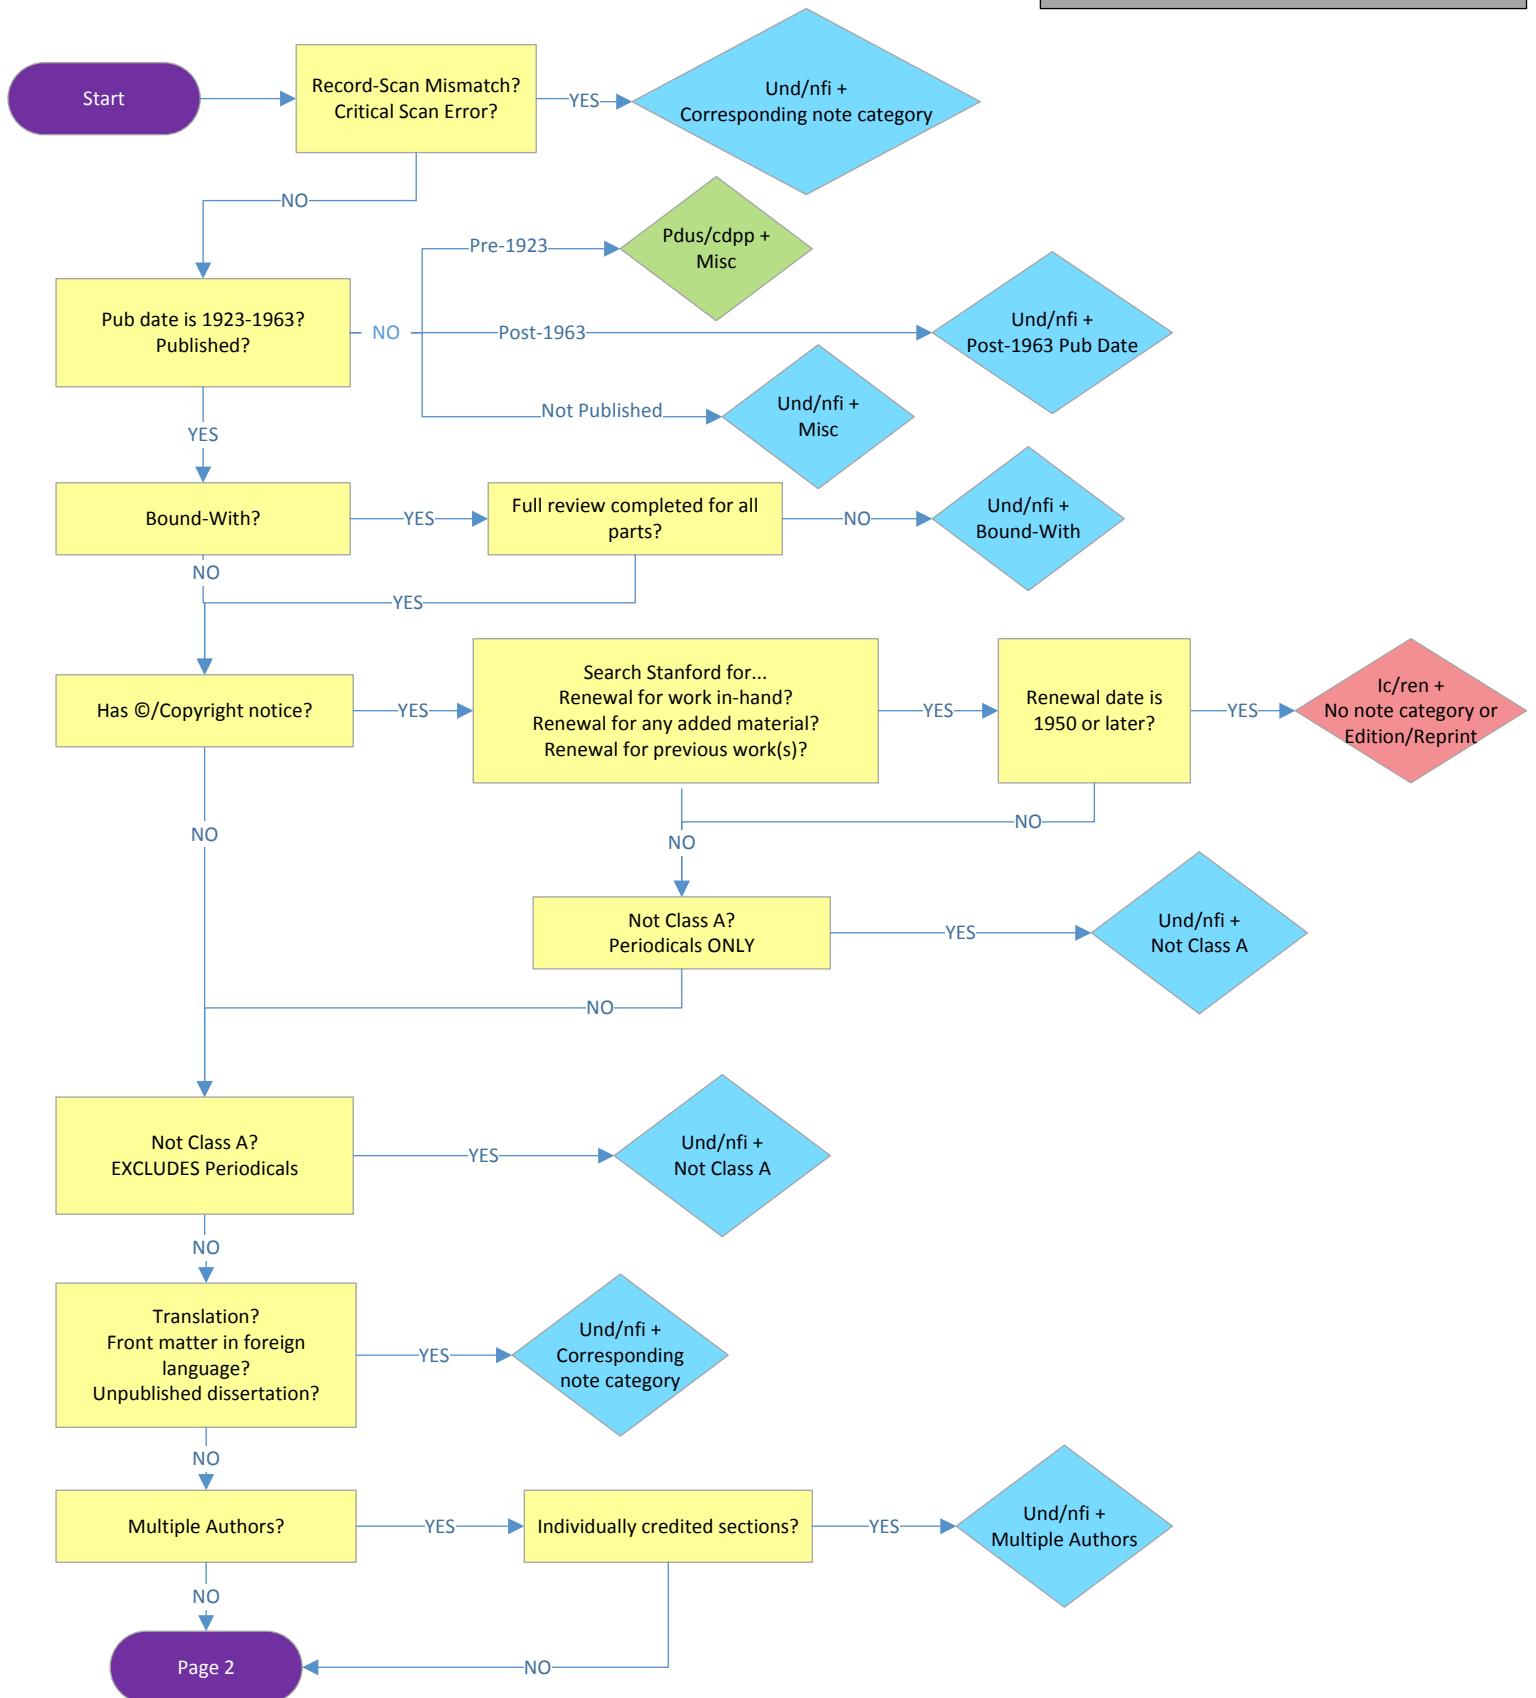 Start
Record-Scan Mismatch?
Critical Scan Error?
YES
Und/nfi +
Corresponding note category
NO
Pre-1923
Pdus/cdpp +
Misc
Pub date is 1923-1963?
Published?
NO
Post-1963
Und/nfi +
Post-1963 Pub Date
Not Published
Und/nfi +
Misc
YES
Bound-With?
YES
Full review completed for all
parts?
NO
Und/nfi +
Bound-With
NO
YES
Has ©/Copyright notice?
YES
Search Stanford for...
Renewal for work in-hand?
Renewal for any added material?
Renewal for previous work(s)?
YES
Renewal date is
1950 or later?
YES
Ic/ren +
No note category or
Edition/Reprint
NO
NO
NO
Not Class A?
Periodicals ONLY
YES
Und/nfi +
Not Class A
NO
Not Class A?
EXCLUDES Periodicals
YES
Und/nfi +
Not Class A
NO
Translation?
Front matter in foreign
language?
Unpublished dissertation?
YES
Und/nfi +
Corresponding
note category
NO
Multiple Authors?
YES
Individually credited sections?
YES
Und/nfi +
Multiple Authors
NO
Page 2
NO